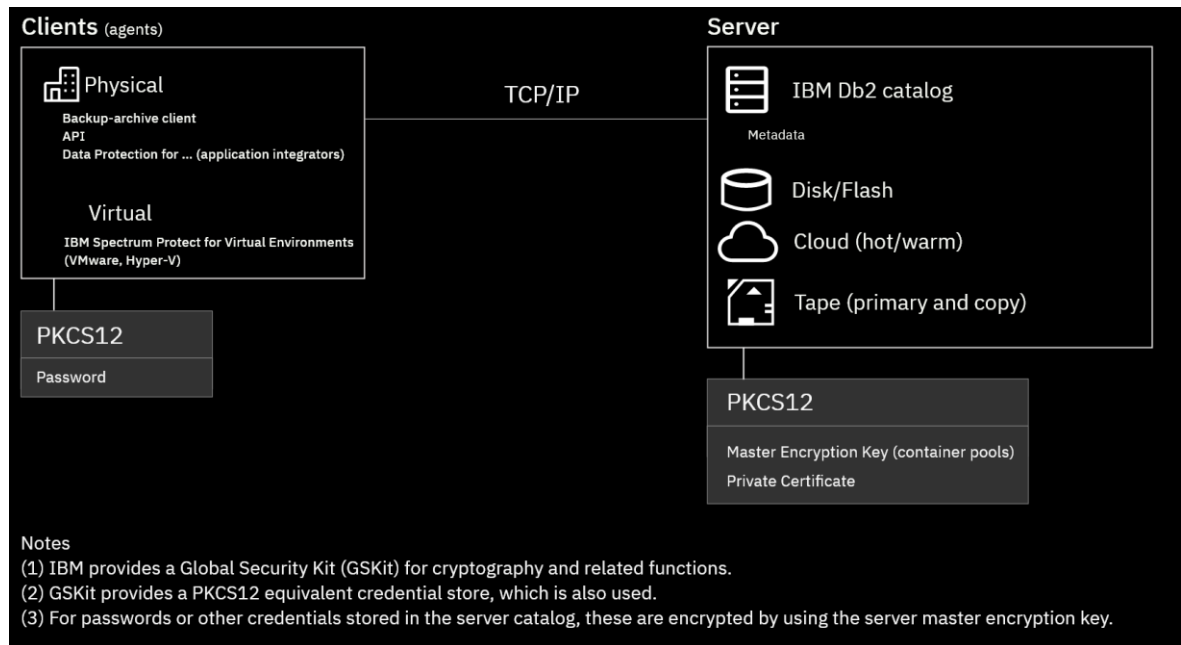 Clients (agents)
Physical
Backup-archive client
API
Data Protection for ... (application integrators)
Virtual
IBM Spectrum Protect for Virtual Environments
(VMware, Hyper-V)
PKCS12
Password
TCP/IP
Server
IBM Db2 catalog
Metadata
Disk/Flash
Cloud (hot/warm)
Tape (primary and copy)
PKCS12
Master Encryption Key (container pools)
Private Certificate
Notes
(1) IBM provides a Global Security Kit (GSKit) for cryptography and related functions.
(2) GSKit provides a PKCS12 equivalent credential store, which is also used.
(3) For passwords or other credentials stored in the server catalog, these are encrypted by using the server master encryption key.